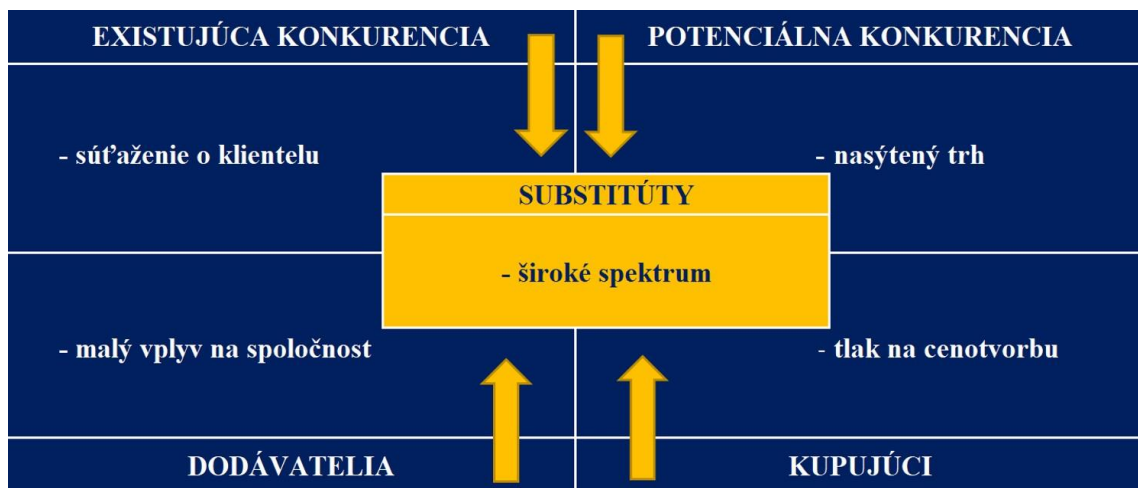 EXISTUJÚCA KONKURENCIA
POTENCIÁLNA KONKURENCIA
- súťaženie o klientelu
- nasýtený trh
SUBSTITÚTY
- široké spektrum
- malý vplyv na spoločnosť
- tlak na cenotvorbu
DODÁVATELIA
KUPUJÚCI